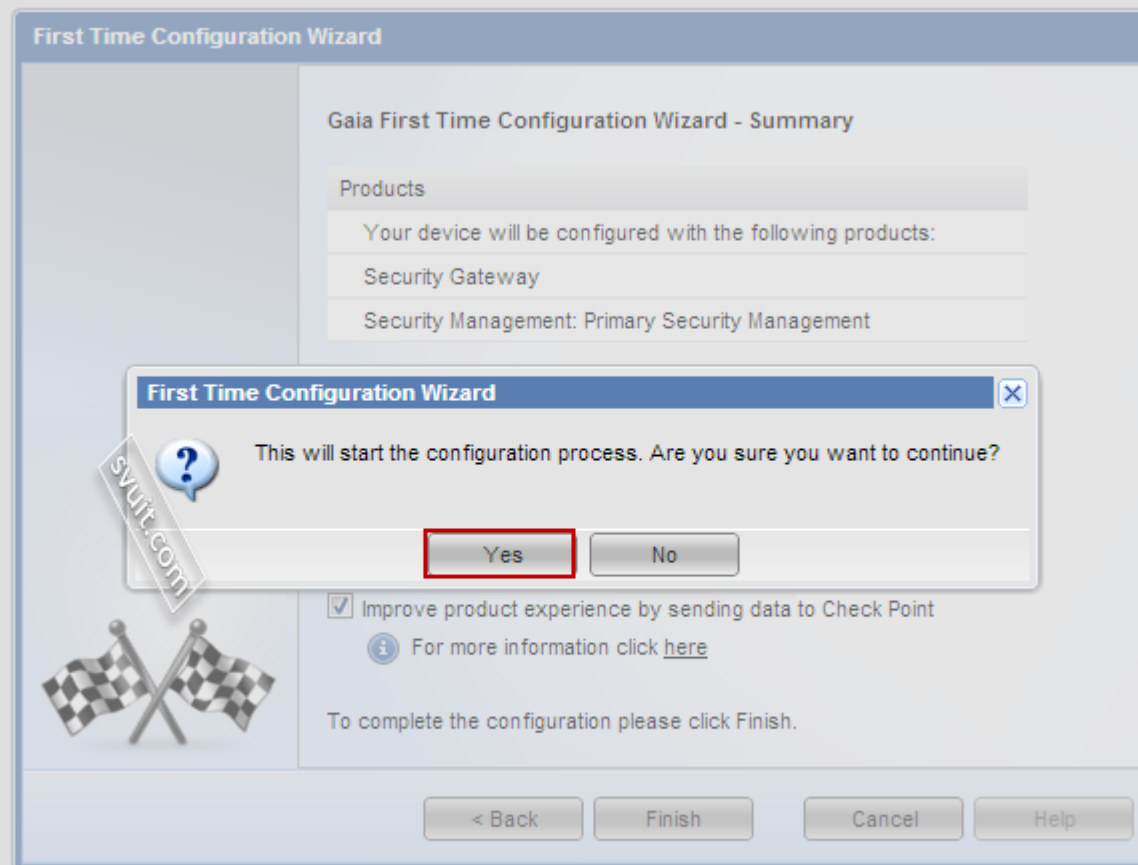 First Time Configuration Wizard
Gaia First Time Configuration Wizard - Summary
Products
Your device will be configured with the following products:
Security Gateway
Security Management: Primary Security Management
First Time Configuration Wizard
This will start the configuration process. Are you sure you want to continue?
svuit.com
Yes No
Improve product experience by sending data to Check Point
For more information click here
To complete the configuration please click Finish.
< Back Finish Cancel Help